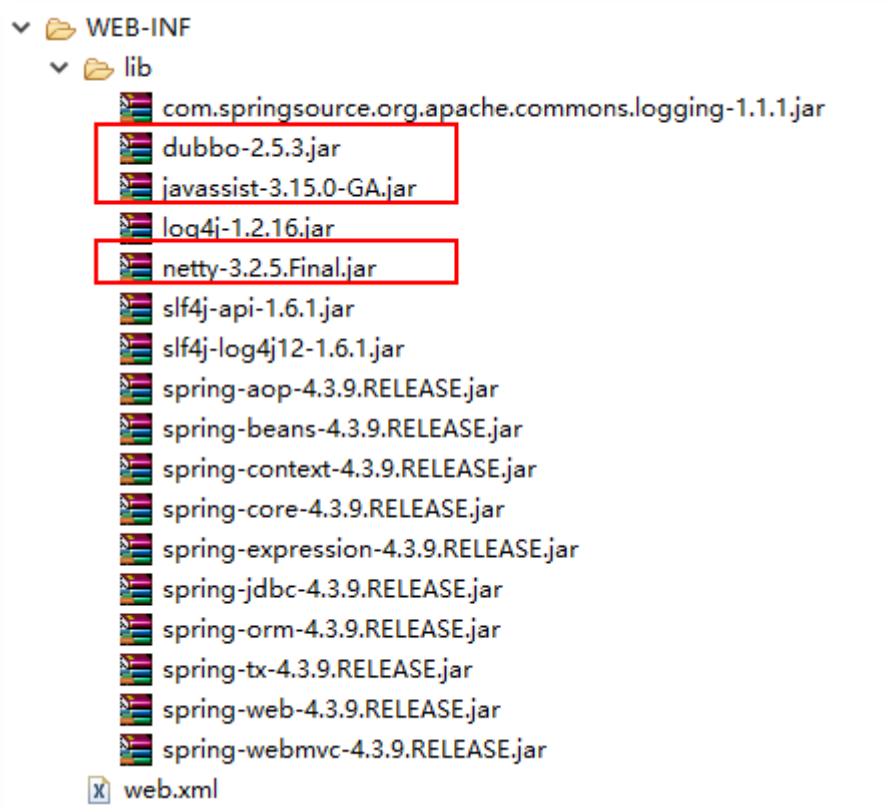 WEB-INF
lib
com.springsource.org.apache.commons.logging-1.1.1.jar
dubbo-2.5.3.jar
javassist-3.15.0-GA.jar
log4j-1.2.16.jar
netty-3.2.5.Final.jar
slf4j-api-1.6.1.jar
slf4j-log4j12-1.6.1.jar
spring-aop-4.3.9.RELEASE.jar
spring-beans-4.3.9.RELEASE.jar
spring-context-4.3.9.RELEASE.jar
spring-core-4.3.9.RELEASE.jar
spring-expression-4.3.9.RELEASE.jar
spring-jdbc-4.3.9.RELEASE.jar
spring-orm-4.3.9.RELEASE.jar
spring-tx-4.3.9.RELEASE.jar
spring-web-4.3.9.RELEASE.jar
spring-webmvc-4.3.9.RELEASE.jar
web.xml